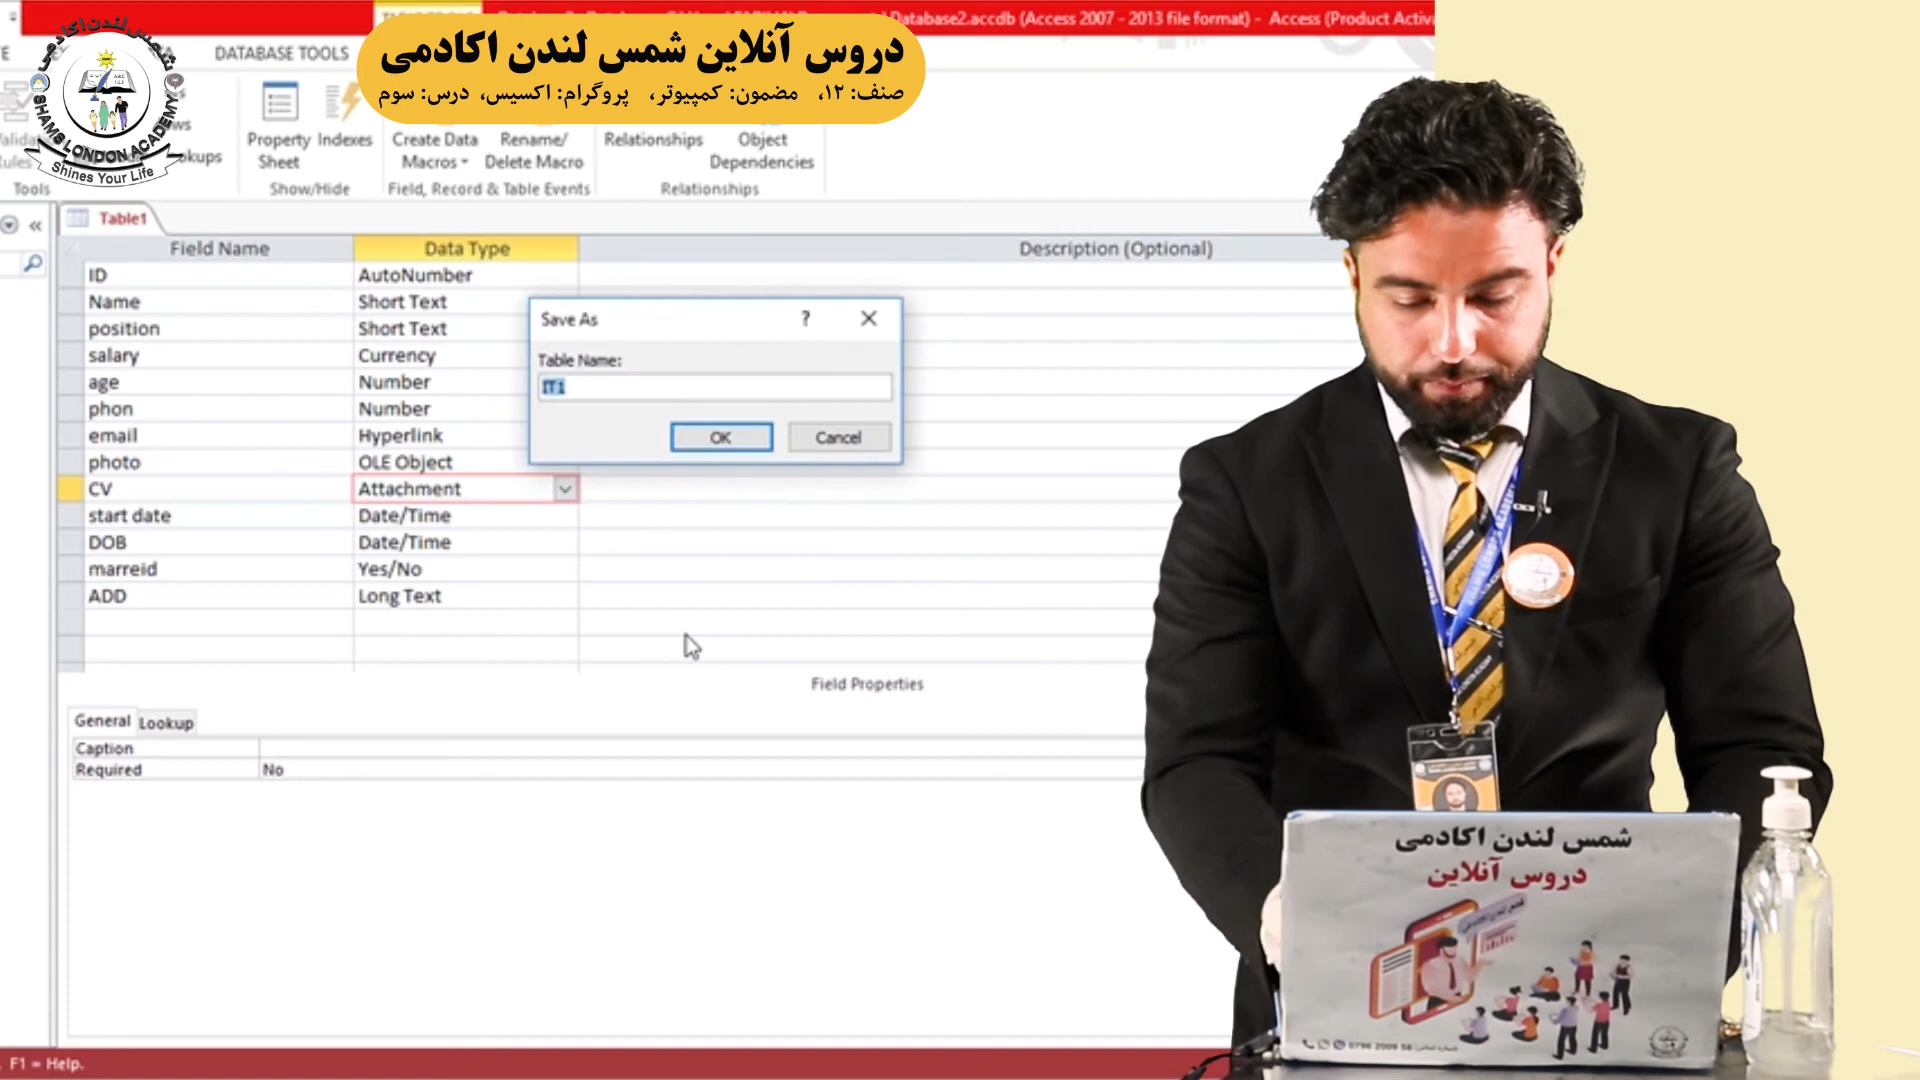 Database2.accdb (Access 2007 - 2013 file format) - Access (Product Activa
دروس آنلاین شمس لندن اکادمی
صنف: ۱۲، مضمون: کمپیوتر، پروگرام: اکسیس، درس: سوم
شمس لندن اکادمی
SHAMS LONDON ACADEMY
Shines Your Life
DATABASE TOOLS
Property Sheet
Indexes
Create Data Macros
Rename/ Delete Macro
Relationships
Object Dependencies
Tools
Show/Hide
Field, Record & Table Events
Relationships
Table1
Field Name Data Type Description (Optional)
ID AutoNumber
Name Short Text
position Short Text
salary Currency
age Number
phon Number
email Hyperlink
photo OLE Object
CV Attachment
start date Date/Time
DOB Date/Time
marreid Yes/No
ADD Long Text
Save As ?
Table Name:
OK Cancel
Field Properties
General Lookup
Caption
Required No
F1 = Help.
شمس لندن اکادمی
دروس آنلاین